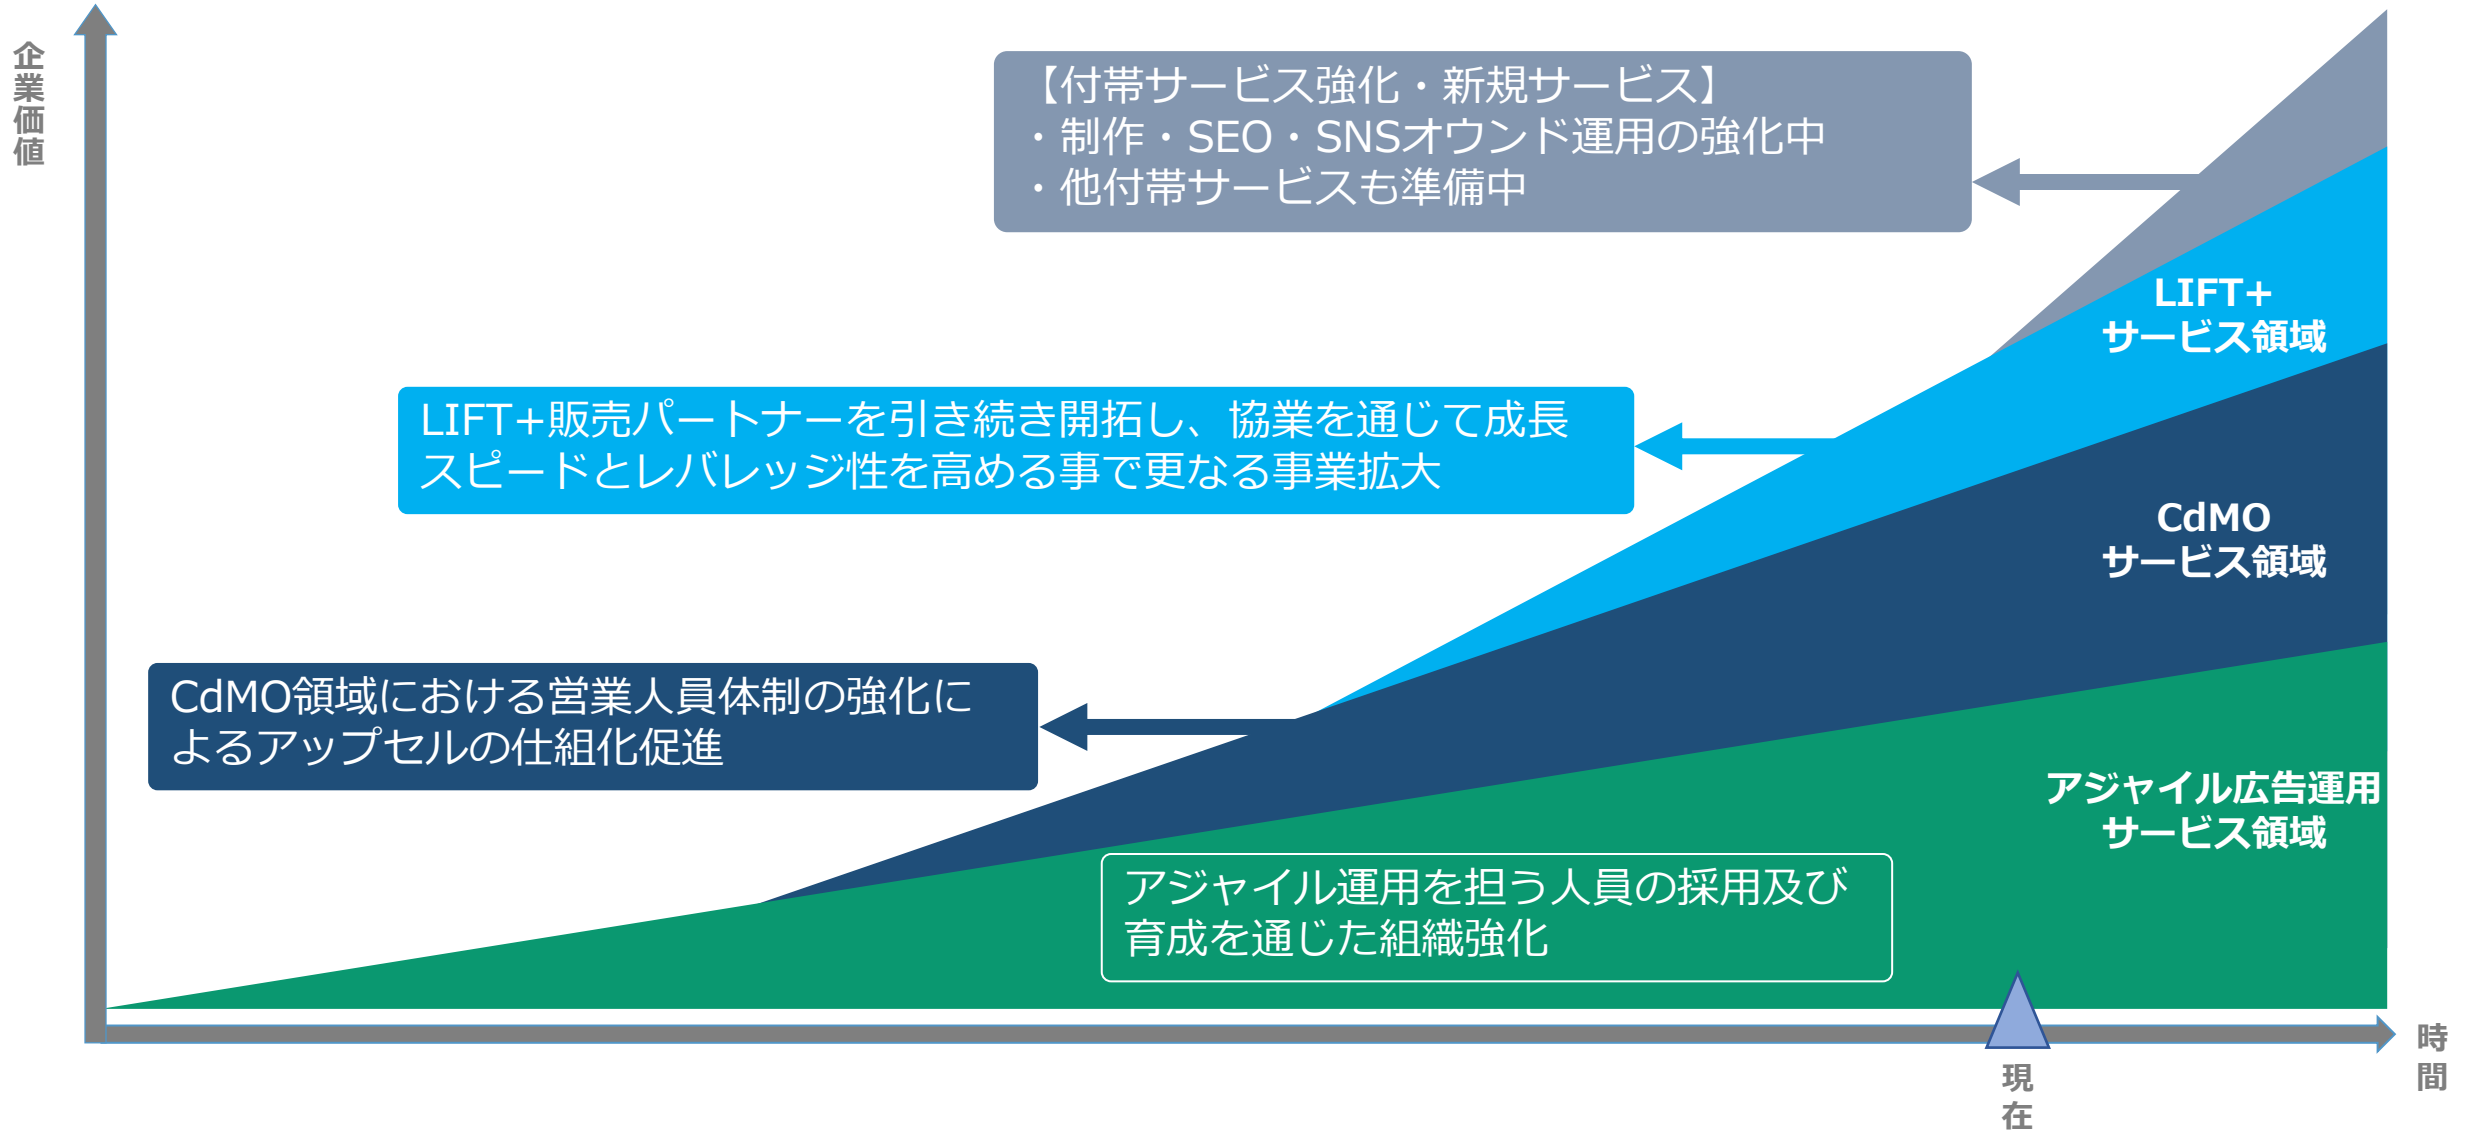 企業価値
【付帯サービス強化・新規サービス】
・制作・SEO・SNSオウンド運用の強化中
・他付帯サービスも準備中
LIFT+
サービス領域
LIFT+販売パートナーを引き続き開拓し、協業を通じて成長
スピードとレバレッジ性を高める事で更なる事業拡大
CdMO
サービス領域
CdMO領域における営業人員体制の強化に
よるアップセルの仕組化促進
アジャイル広告運用
サービス領域
アジャイル運用を担う人員の採用及び
育成を通じた組織強化
時間
現在